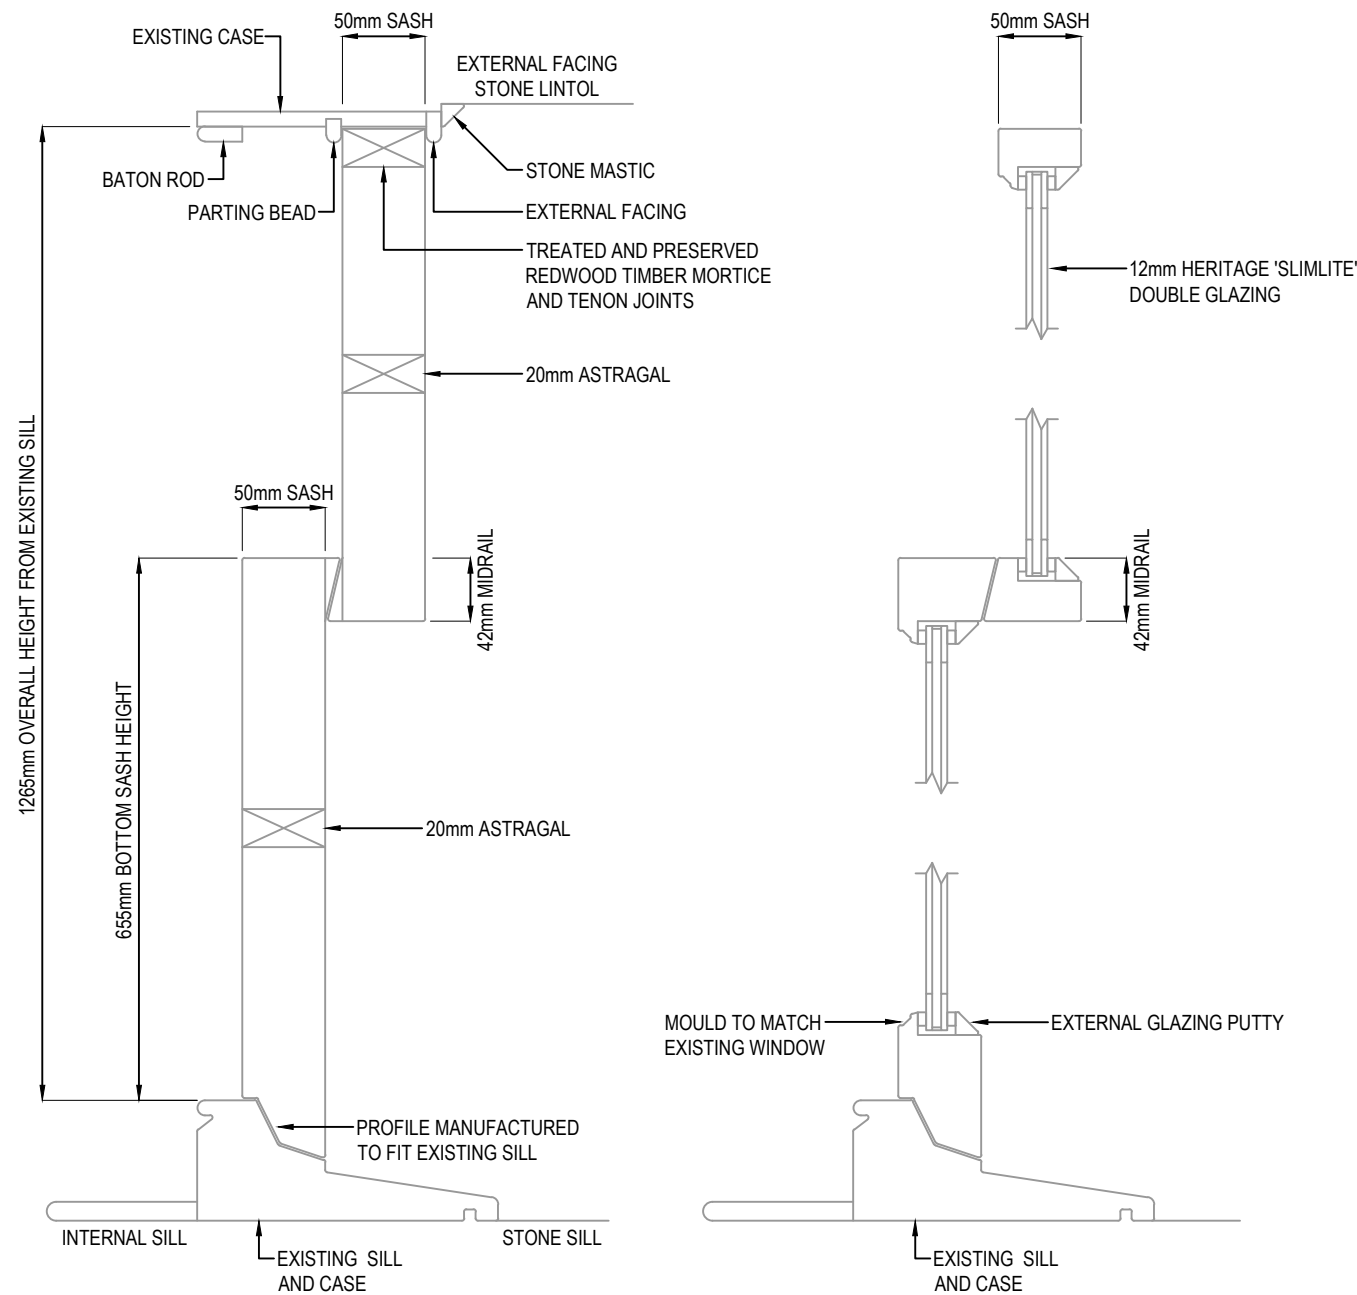 50mm SASH
EXISTING CASE
EXTERNAL FACING
STONE LINTOL
BATON ROD
STONE MASTIC
PARTING BEAD
EXTERNAL FACING
TREATED AND PRESERVED
REDWOOD TIMBER MORTICE
AND TENON JOINTS
20mm ASTRAGAL
50mm SASH
42mm MIDRAIL
1265mm OVERALL HEIGHT FROM EXISTING SILL
655mm BOTTOM SASH HEIGHT
20mm ASTRAGAL
PROFILE MANUFACTURED
TO FIT EXISTING SILL
INTERNAL SILL
STONE SILL
EXISTING SILL
AND CASE
50mm SASH
12mm HERITAGE 'SLIMLITE'
DOUBLE GLAZING
42mm MIDRAIL
MOULD TO MATCH
EXISTING WINDOW
EXTERNAL GLAZING PUTTY
EXISTING SILL
AND CASE